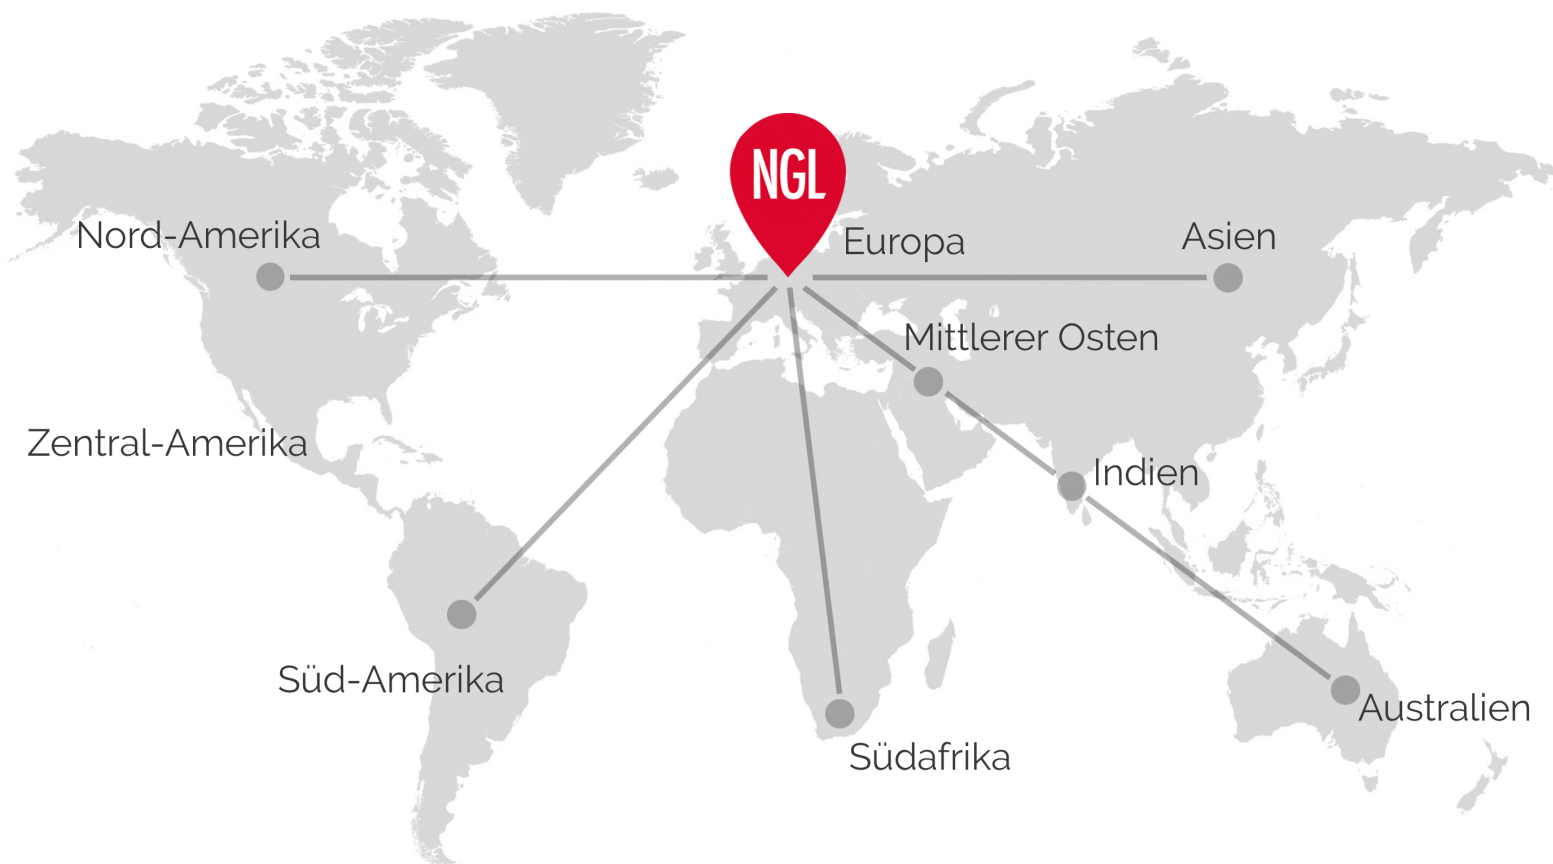 NGL
Nord-Amerika
Europa
Asien
Mittlerer Osten
Zentral-Amerika
Indien
Süd-Amerika
Australien
Südafrika